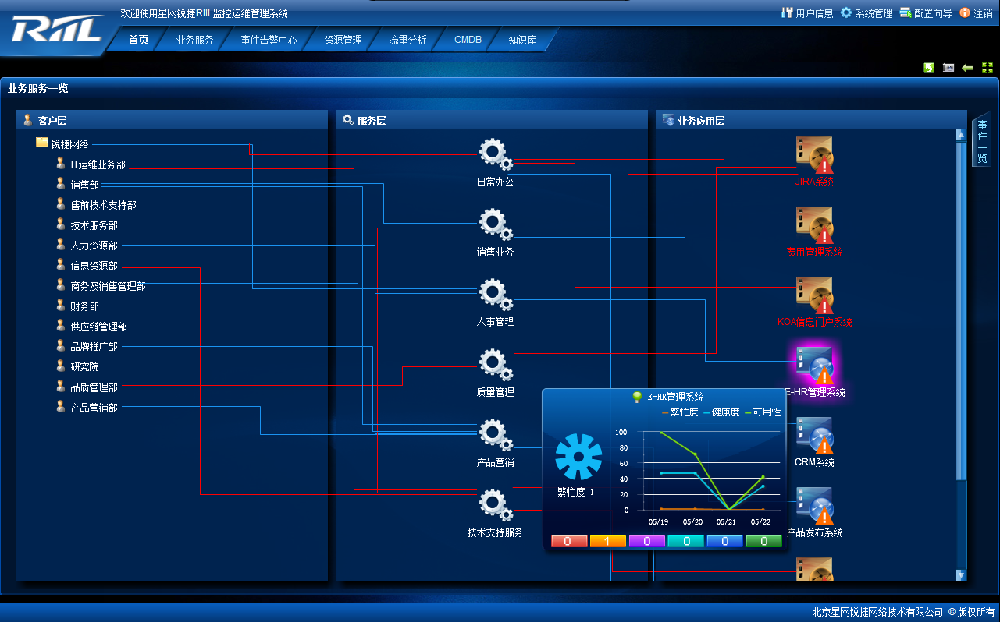 RIIL
欢迎使用星网锐捷RIIL监控运维管理系统
用户信息 系统管理 配置向导 注销
首页 业务服务 事件告警中心 资源管理 流量分析 CMDB 知识库
业务服务一览
客户层
锐捷网络
IT运维业务部
销售部
售前技术支持部
技术服务部
人力资源部
信息资源部
商务及销售管理部
财务部
供应链管理部
品牌推广部
研究院
品质管理部
产品营销部
服务层
日常办公
销售业务
人事管理
质量管理
产品营销
技术支持服务
业务应用层
JIRA系统
费用管理系统
KOA信息门户系统
E-HR管理系统
CRM系统
产品发布系统
事件一览
E-HR管理系统
繁忙度 健康度 可用性
100
80
60
40
20
0
05/19 05/20 05/21 05/22
繁忙度 1
0 1 0 0 0 0
北京星网锐捷网络技术有限公司 ©版权所有